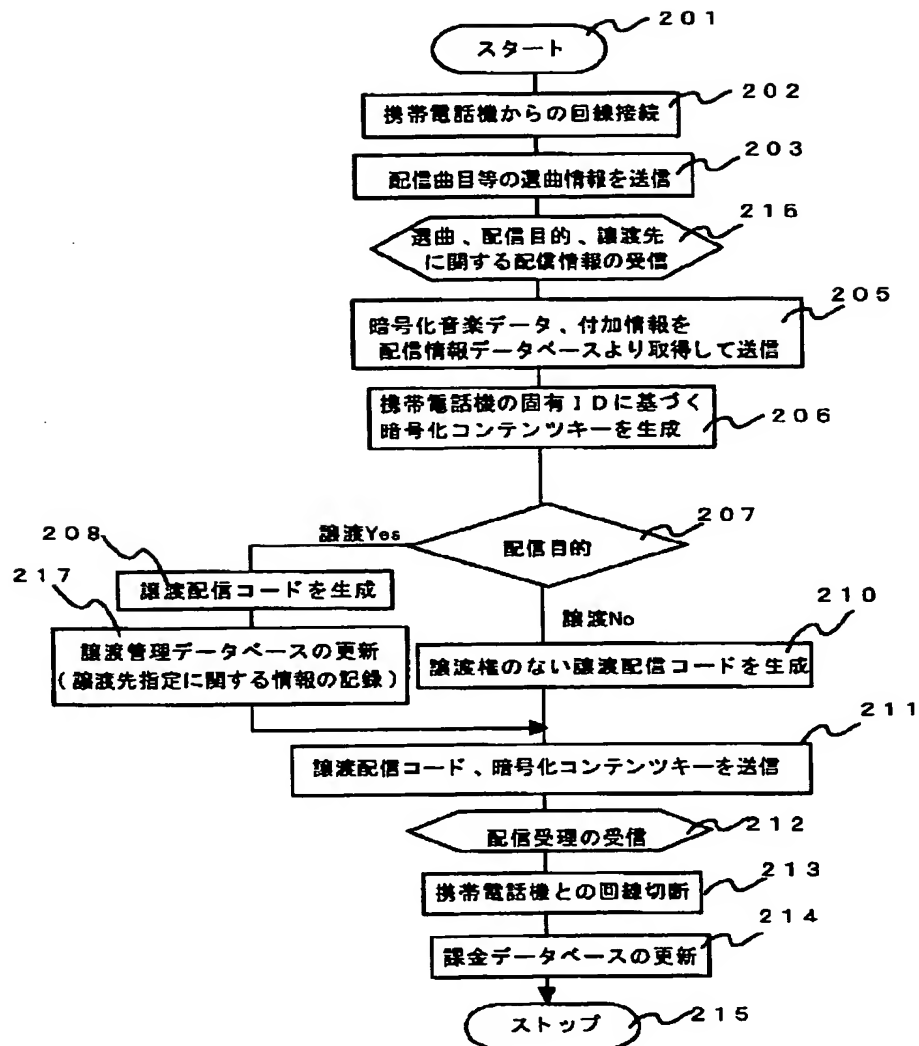 201
スタート
202
携帯電話機からの回線接続
203
配信曲目等の選曲情報を送信
216
選曲、配信目的、譲渡先
に関する配信情報の受信
205
暗号化音楽データ、付加情報を
配信情報データベースより取得して送信
携帯電話機の固有IDに基づく
暗号化コンテンツキーを生成
206
207
譲渡Yes
配信目的
208
譲渡配信コードを生成
217
譲渡No
210
譲渡管理データベースの更新
(譲渡先指定に関する情報の記録)
譲渡権のない譲渡配信コードを生成
211
譲渡配信コード、暗号化コンテンツキーを送信
212
配信受理の受信
213
携帯電話機との回線切断
214
課金データベースの更新
ストップ
215